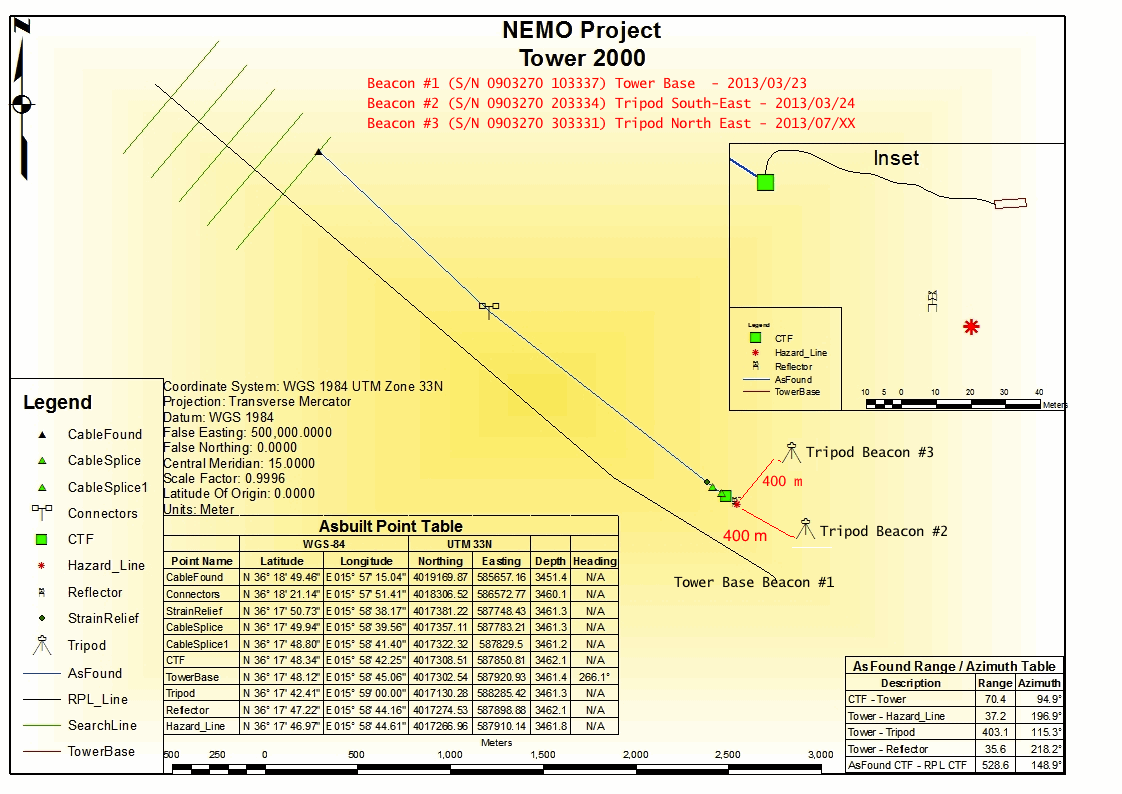 NEMO Project
Tower 2000
Beacon #1 (S/N 0903270 103337) Tower Base - 2013/03/23
Beacon #2 (S/N 0903270 203334) Tripod South-East - 2013/03/24
Beacon #3 (S/N 0903270 303331) Tripod North East - 2013/07/XX
Inset
Legend
CTF
Hazard_Line
Reflector
AsFound
TowerBase
10 5 0 10 20 30 40
Meters
Tripod Beacon #3
400 m
400 m
Tripod Beacon #2
Tower Base Beacon #1
Legend
CableFound
CableSplice
CableSplice1
Connectors
CTF
Hazard_Line
Reflector
StrainRelief
Tripod
AsFound
RPL_Line
SearchLine
TowerBase
Coordinate System: WGS 1984 UTM Zone 33N
Projection: Transverse Mercator
Datum: WGS 1984
False Easting: 500,000.0000
False Northing: 0.0000
Central Meridian: 15.0000
Scale Factor: 0.9996
Latitude Of Origin: 0.0000
Units: Meter
Asbuilt Point Table
WGS-84 UTM 33N
Point Name Latitude Longitude Northing Easting Depth Heading
CableFound N 36° 18' 49.46" E 015° 57' 15.04" 4019169.87 585657.16 3451.4 N/A
Connectors N 36° 18' 21.14" E 015° 57' 51.41" 4018306.52 586572.77 3460.1 N/A
StrainRelief N 36° 17' 50.73" E 015° 58' 38.17" 4017381.22 587748.43 3461.3 N/A
CableSplice N 36° 17' 49.94" E 015° 58' 39.56" 4017357.11 587783.21 3461.3 N/A
CableSplice1 N 36° 17' 48.80" E 015° 58' 41.40" 4017322.32 587829.5 3461.2 N/A
CTF N 36° 17' 48.34" E 015° 58' 42.25" 4017308.51 587850.81 3462.1 N/A
TowerBase N 36° 17' 48.12" E 015° 58' 45.06" 4017302.54 587920.93 3461.4 266.1°
Tripod N 36° 17' 42.41" E 015° 59' 00.00" 4017130.28 588285.42 3461.3 N/A
Reflector N 36° 17' 47.22" E 015° 58' 44.16" 4017274.53 587898.88 3462.1 N/A
Hazard_Line N 36° 17' 46.97" E 015° 58' 44.61" 4017266.96 587910.14 3461.8 N/A
Meters
500 250 0 500 1,000 1,500 2,000 2,500 3,000
AsFound Range / Azimuth Table
Description Range Azimuth
CTF - Tower 70.4 94.9°
Tower - Hazard_Line 37.2 196.9°
Tower - Tripod 403.1 115.3°
Tower - Reflector 35.6 218.2°
AsFound CTF - RPL CTF 528.6 148.9°